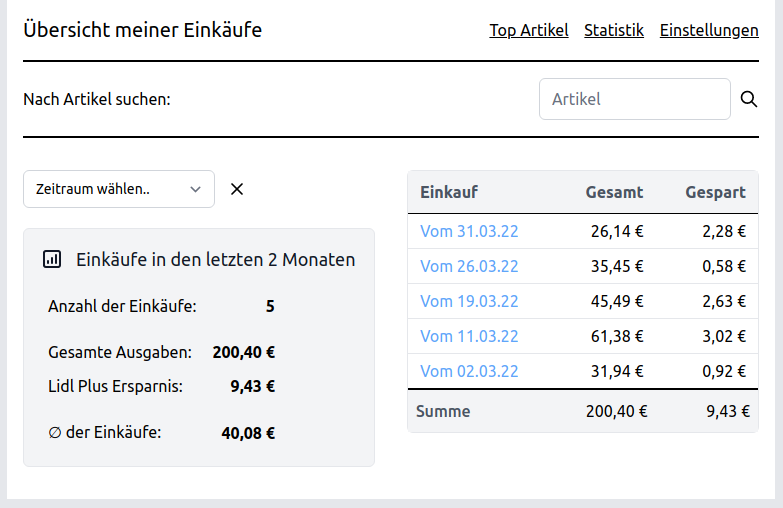 Übersicht meiner Einkäufe
Top Artikel Statistik Einstellungen
Nach Artikel suchen:
Artikel
Zeitraum wählen..
Einkäufe in den letzten 2 Monaten
Anzahl der Einkäufe: 5
Gesamte Ausgaben: 200,40 €
Lidl Plus Ersparnis: 9,43 €
∅ der Einkäufe: 40,08 €
Einkauf Gesamt Gespart
Vom 31.03.22 26,14 € 2,28 €
Vom 26.03.22 35,45 € 0,58 €
Vom 19.03.22 45,49 € 2,63 €
Vom 11.03.22 61,38 € 3,02 €
Vom 02.03.22 31,94 € 0,92 €
Summe 200,40 € 9,43 €